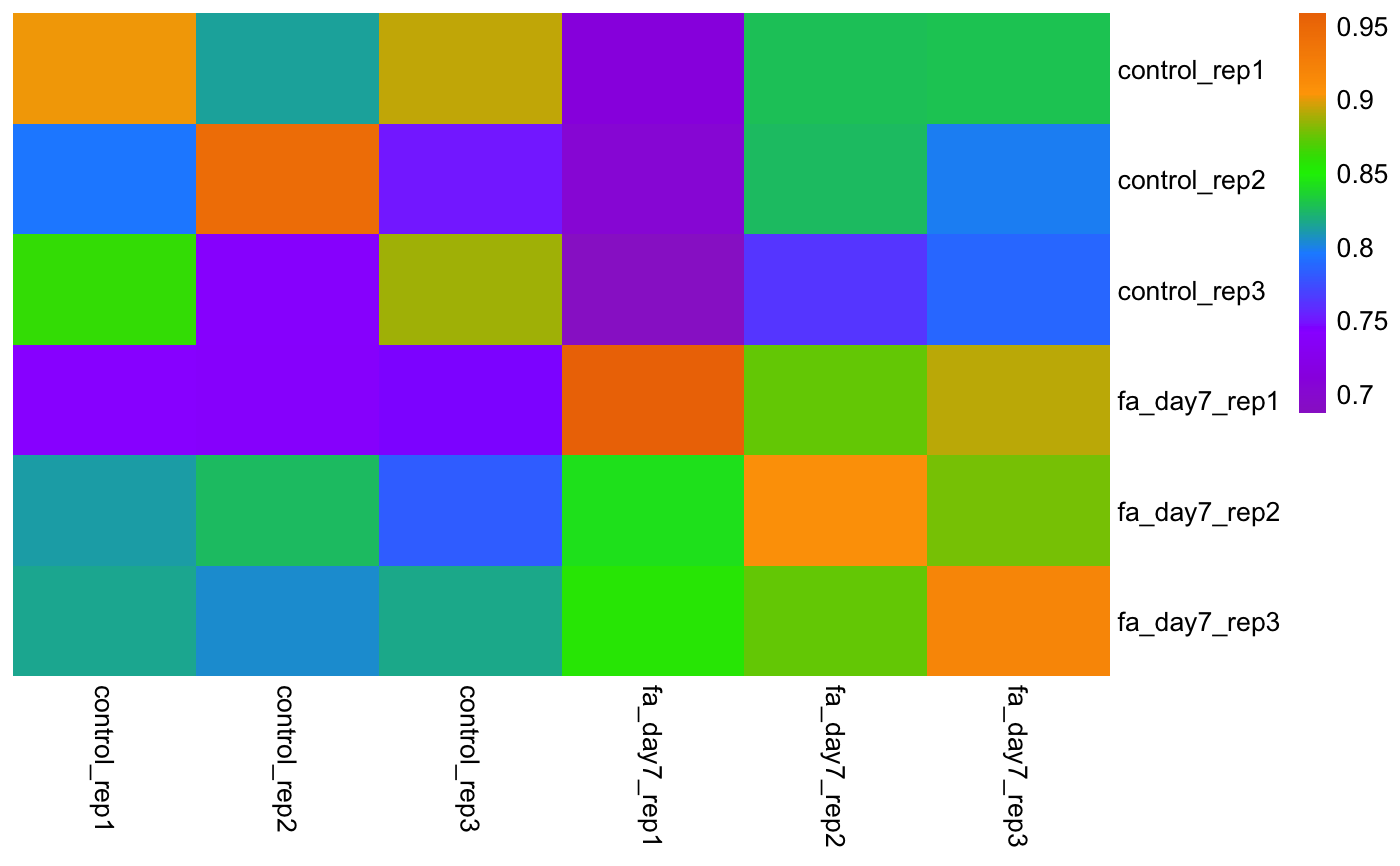 0.95
control_rep1
0.9
0.85
control_rep2
0.8
control_rep3
0.75
0.7
fa_day7_rep1
fa_day7_rep2
fa_day7_rep3
control_rep1
control_rep2
control_rep3
fa_day7_rep1
fa_day7_rep2
fa_day7_rep3